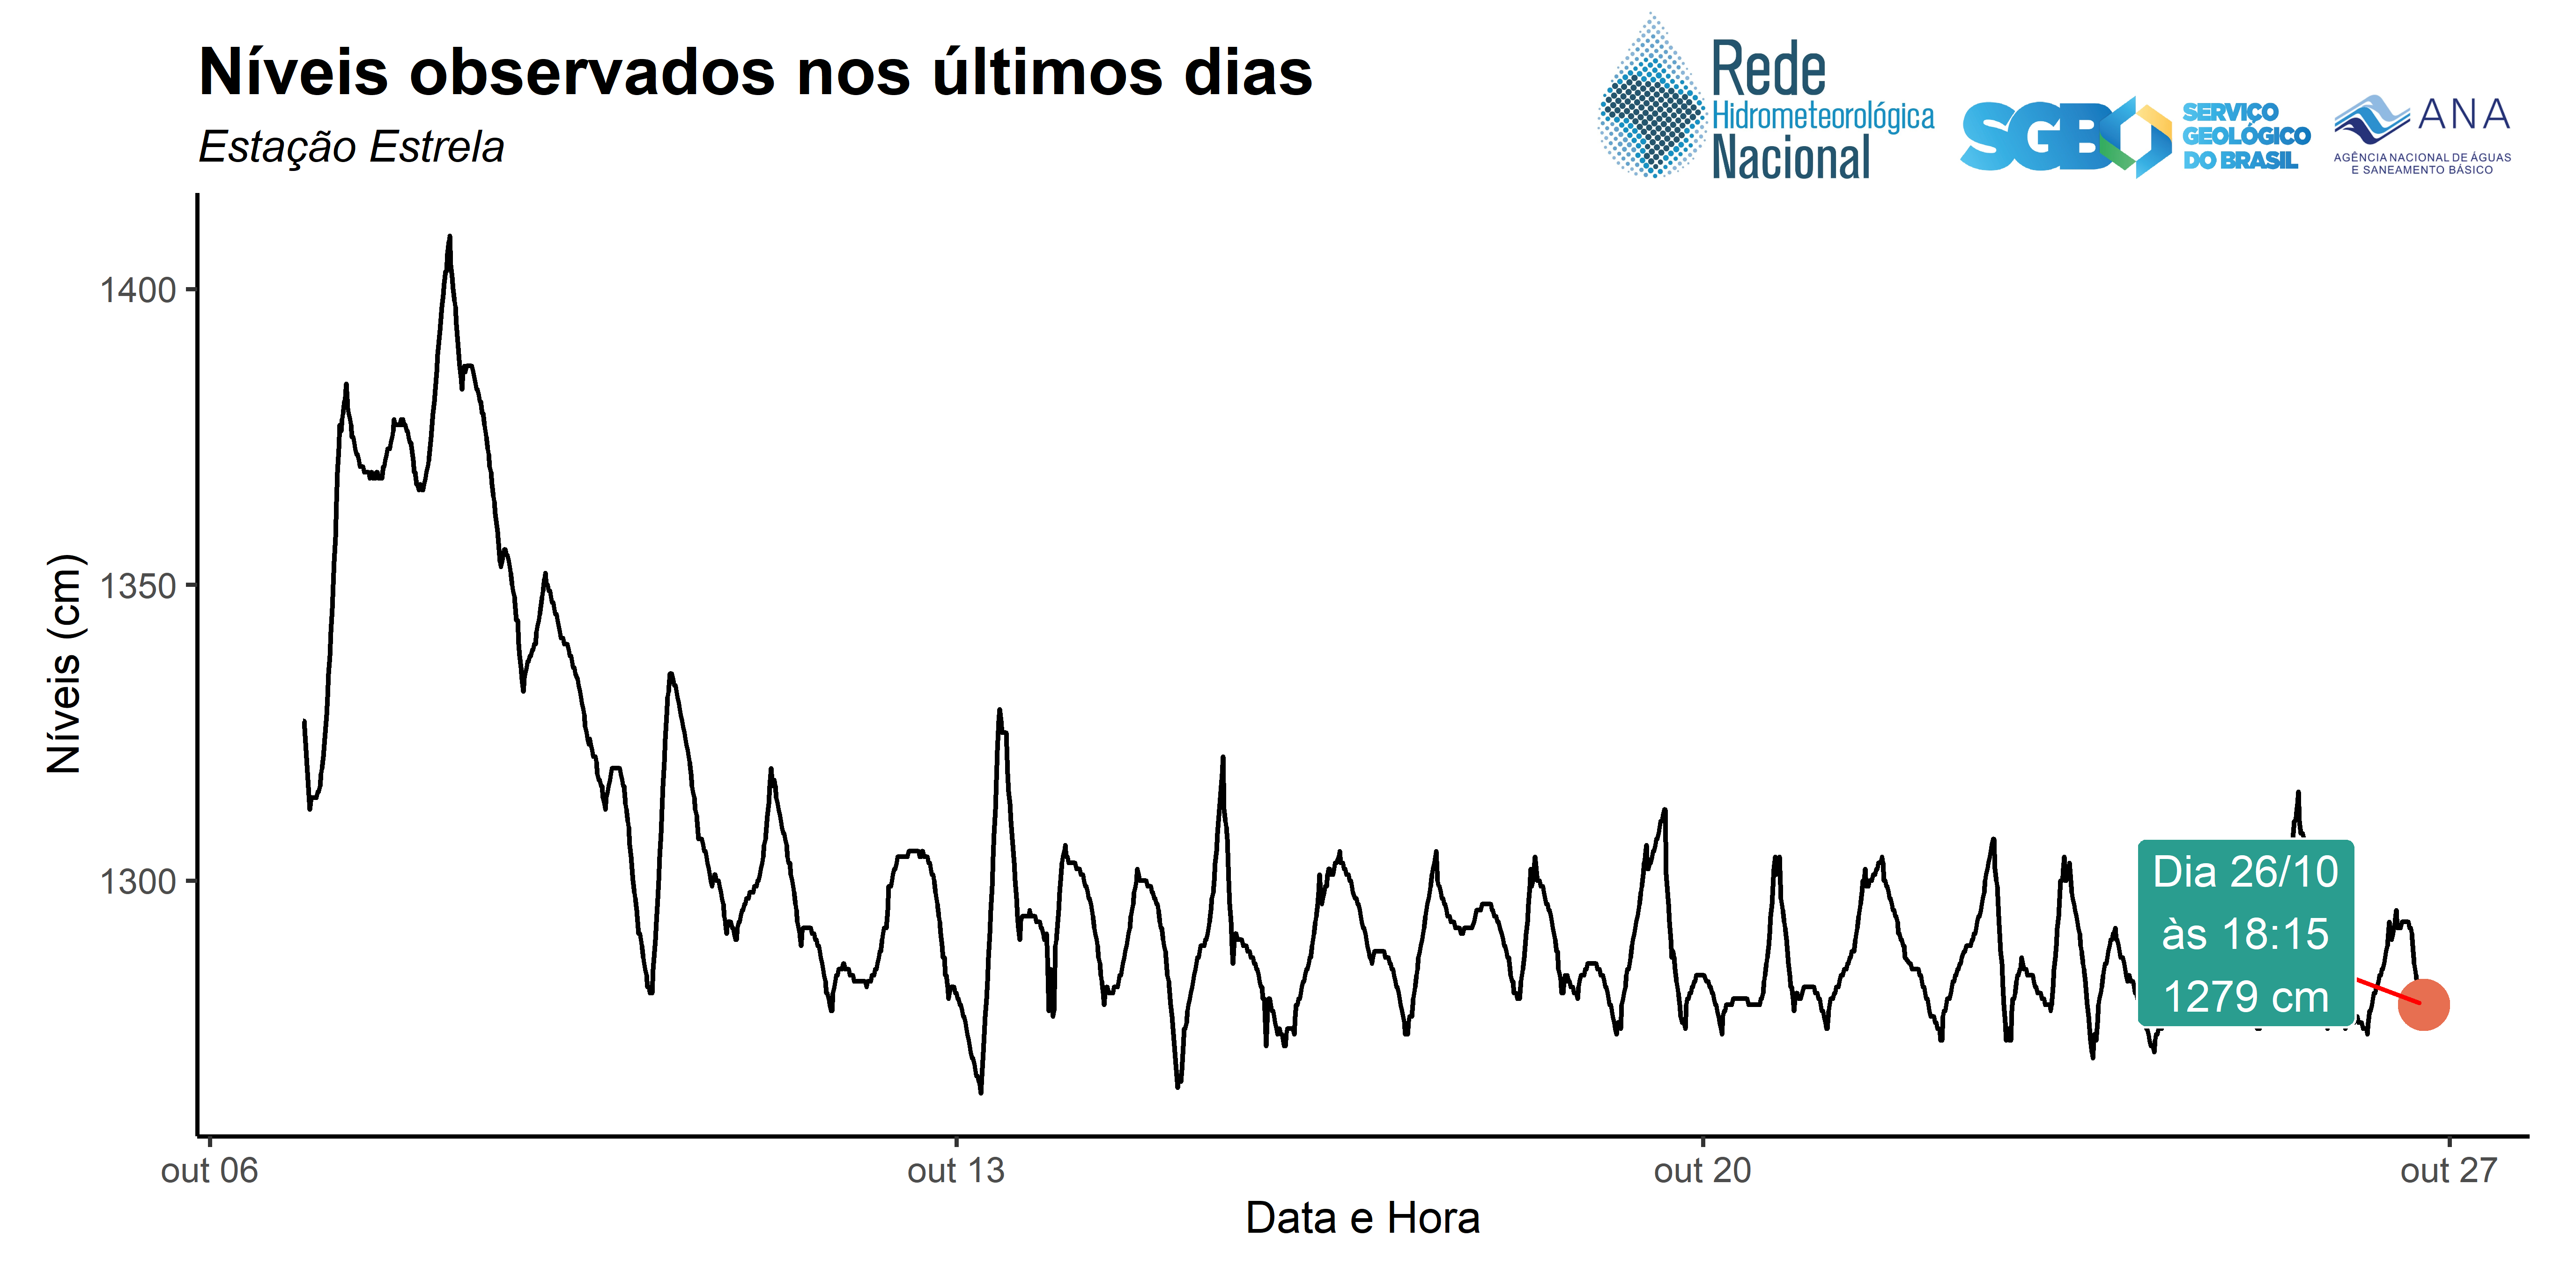 Níveis observados nos últimos dias
Estação Estrela
Rede
Hidrometeorológica
Nacional
SGB
SERVIÇO
GEOLÓGICO
DO BRASIL
ANA
AGÊNCIA NACIONAL DE ÁGUAS
E SANEAMENTO BÁSICO
Níveis (cm)
1400
1350
1300
Dia 26/10
às 18:15
1279 cm
out 06
out 13
out 20
out 27
Data e Hora